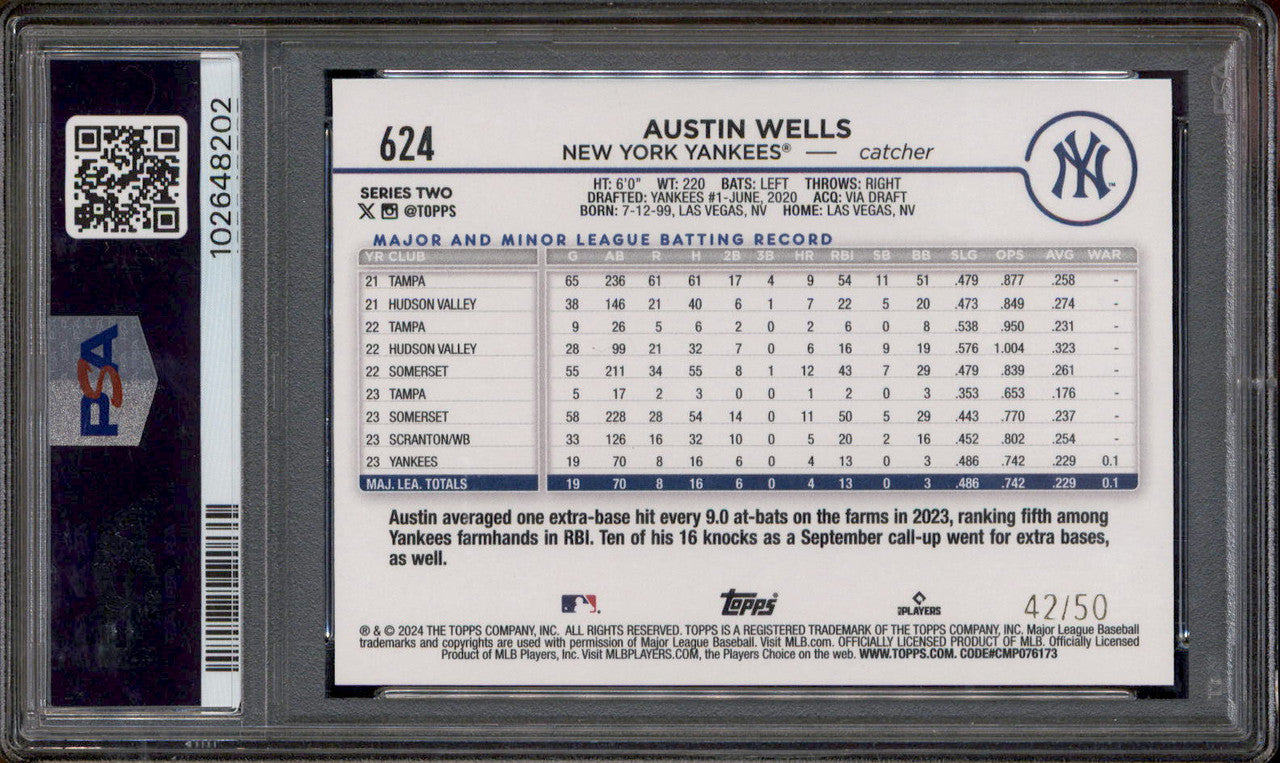 102648202
PSA
624
AUSTIN WELLS
NEW YORK YANKEES® — catcher
NY
SERIES TWO
@TOPPS
HT: 6'0" WT: 220 BATS: LEFT THROWS: RIGHT
DRAFTED: YANKEES #1-JUNE, 2020 ACQ: VIA DRAFT
BORN: 7-12-99, LAS VEGAS, NV HOME: LAS VEGAS, NV
MAJOR AND MINOR LEAGUE BATTING RECORD
YR CLUB G AB R H 2B 3B HR RBI SB BB SLG OPS AVG WAR
21 TAMPA 65 236 61 61 17 4 9 54 11 51 .479 .877 .258 -
21 HUDSON VALLEY 38 146 21 40 6 1 7 22 5 20 .473 .849 .274 -
22 TAMPA 9 26 5 6 2 0 2 6 0 8 .538 .950 .231 -
22 HUDSON VALLEY 28 99 21 32 7 0 6 16 9 19 .576 1.004 .323 -
22 SOMERSET 55 211 34 55 8 1 12 43 7 29 .479 .839 .261 -
23 TAMPA 5 17 2 3 0 0 1 2 0 3 .353 .653 .176 -
23 SOMERSET 58 228 28 54 14 0 11 50 5 29 .443 .770 .237 -
23 SCRANTON/WB 33 126 16 32 10 0 5 20 2 16 .452 .802 .254 -
23 YANKEES 19 70 8 16 6 0 4 13 0 3 .486 .742 .229 0.1
MAJ. LEA. TOTALS 19 70 8 16 6 0 4 13 0 3 .486 .742 .229 0.1
Austin averaged one extra-base hit every 9.0 at-bats on the farms in 2023, ranking fifth among
Yankees farmhands in RBI. Ten of his 16 knocks as a September call-up went for extra bases,
as well.
Topps
PLAYERS
42/50
® & © 2024 THE TOPPS COMPANY, INC. ALL RIGHTS RESERVED. TOPPS IS A REGISTERED TRADEMARK OF THE TOPPS COMPANY, INC. Major League Baseball
trademarks and copyrights are used with permission of Major League Baseball. Visit MLB.com. OFFICIALLY LICENSED PRODUCT OF MLB. Officially Licensed
Product of MLB Players, Inc. Visit MLBPLAYERS.COM, the Players Choice on the web. WWW.TOPPS.COM. CODE#CMP076173